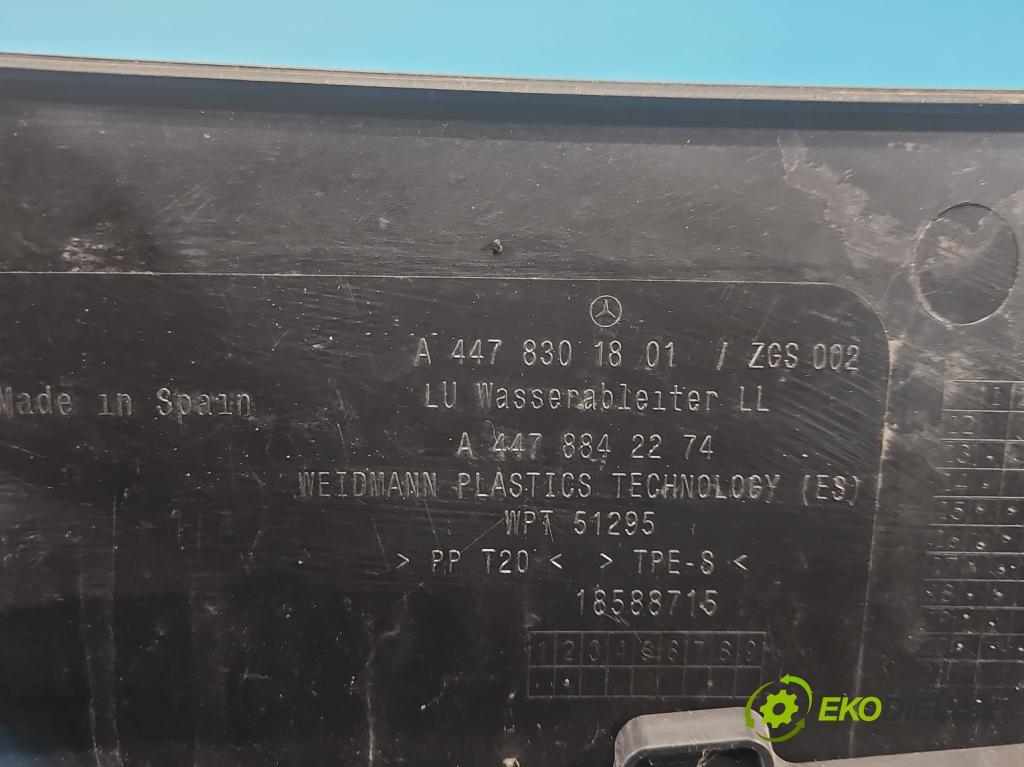 A 447 830 18 01 / ZGS 002
Made in Spain
LU Wasserableiter LL
A 447 884 22 74
WEIDMANN PLASTICS TECHNOLOGY (ES)
WPT 51295
> PP T20 < > TPE-S <
18588715
1 2 3 4 5 6 7 8 9
EKO